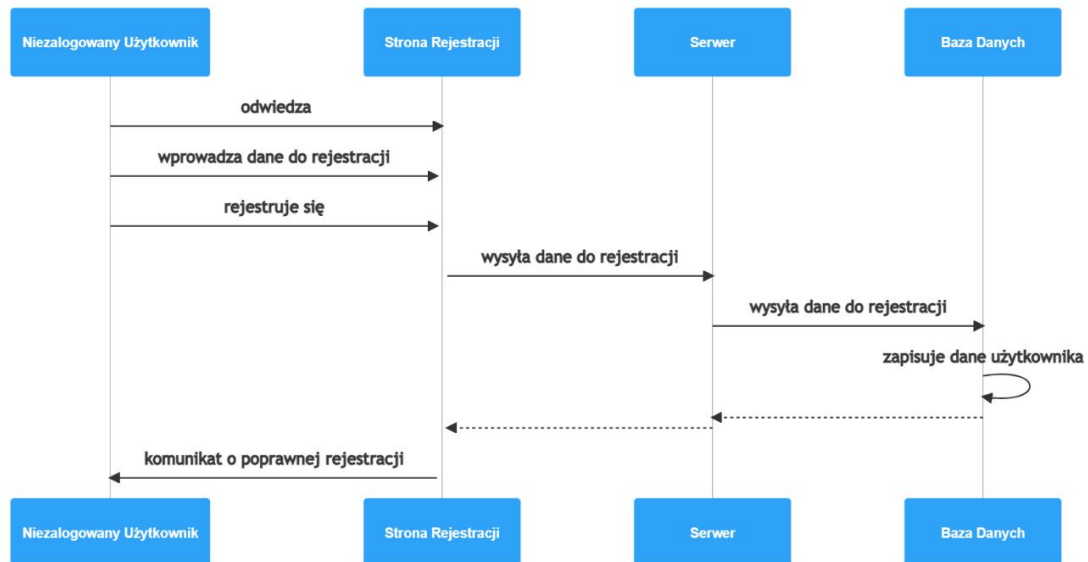 Niezalogowany Użytkownik
Strona Rejestracji
Serwer
Baza Danych
odwiedza
wprowadza dane do rejestracji
rejestruje się
wysyła dane do rejestracji
wysyła dane do rejestracji
zapisuje dane użytkownika
komunikat o poprawnej rejestracji
Niezalogowany Użytkownik
Strona Rejestracji
Serwer
Baza Danych